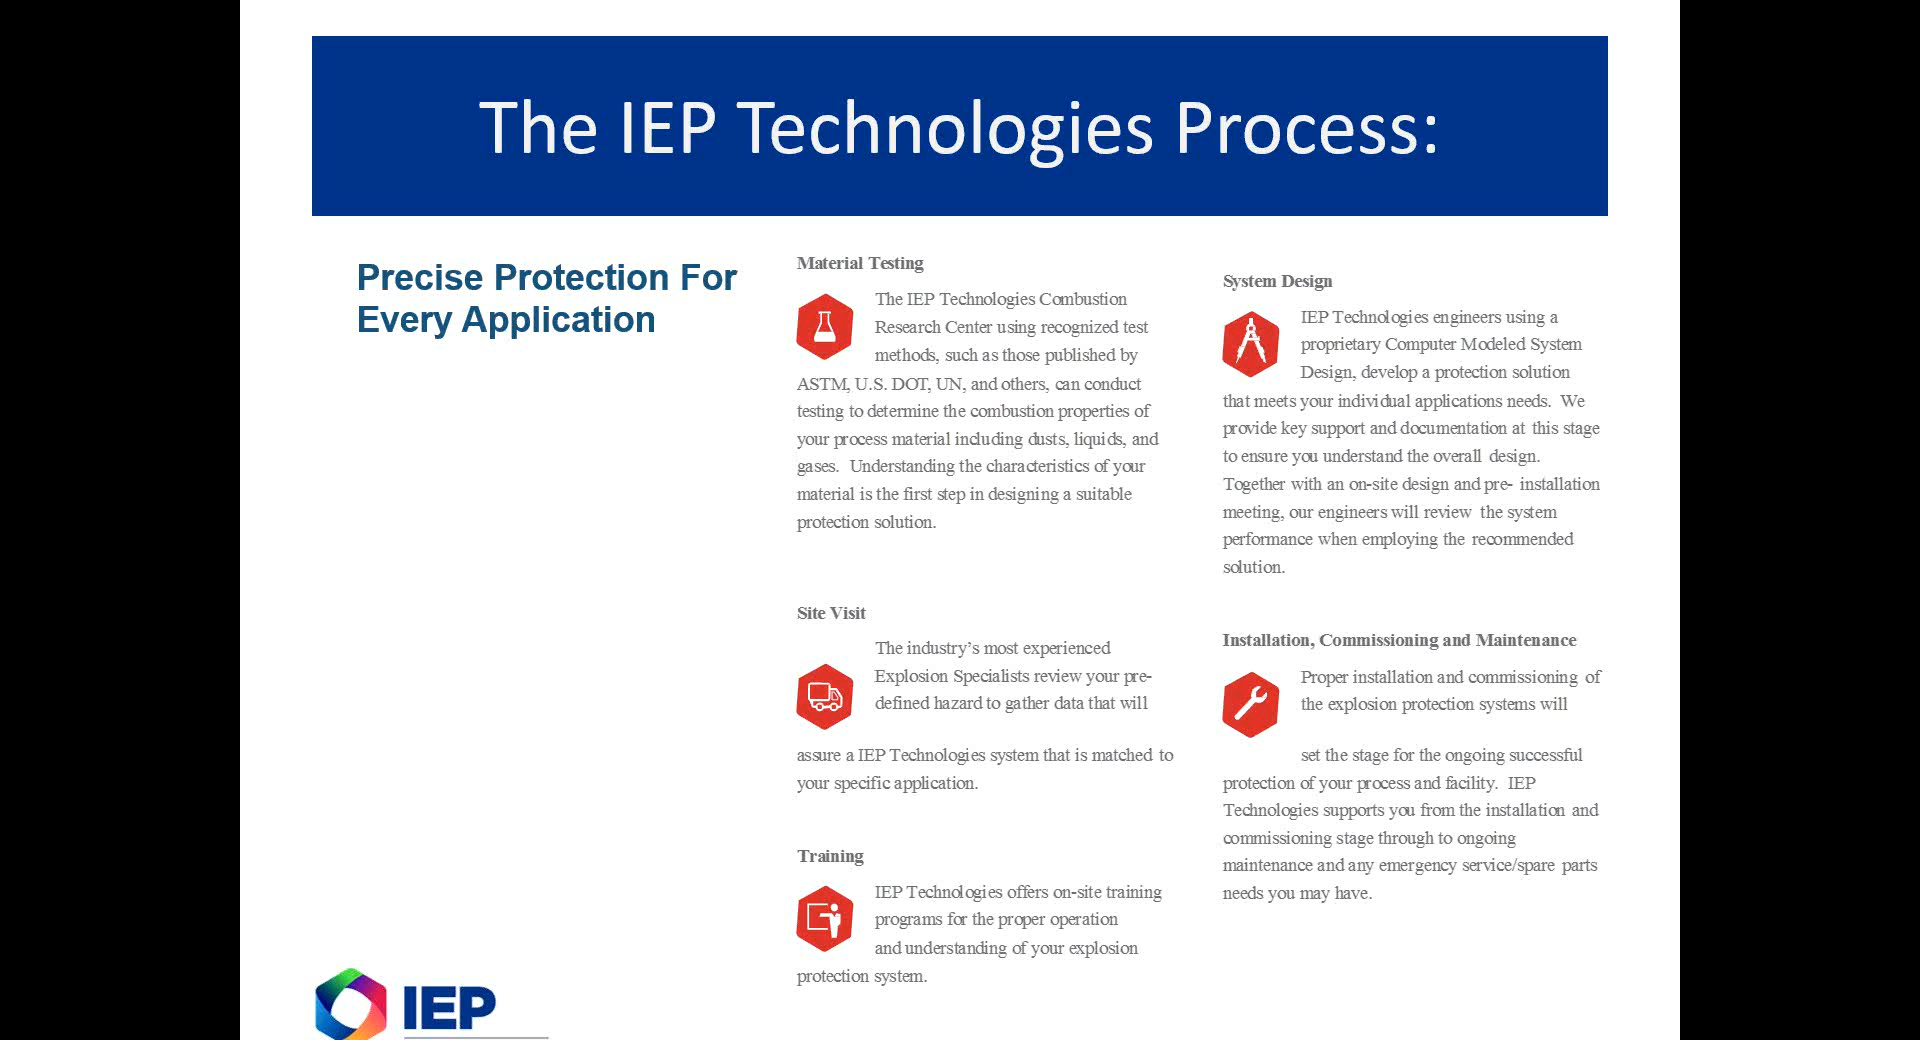 The IEP Technologies Process:
Precise Protection For
Every Application
Material Testing
The IEP Technologies Combustion
Research Center using recognized test
methods, such as those published by
ASTM, U.S. DOT, UN, and others, can conduct
testing to determine the combustion properties of
your process material including dusts, liquids, and
gases. Understanding the characteristics of your
material is the first step in designing a suitable
protection solution.
Site Visit
The industry’s most experienced
Explosion Specialists review your pre-
defined hazard to gather data that will
assure a IEP Technologies system that is matched to
your specific application.
Training
IEP Technologies offers on-site training
programs for the proper operation
and understanding of your explosion
protection system.
System Design
IEP Technologies engineers using a
proprietary Computer Modeled System
Design, develop a protection solution
that meets your individual applications needs. We
provide key support and documentation at this stage
to ensure you understand the overall design.
Together with an on-site design and pre- installation
meeting, our engineers will review the system
performance when employing the recommended
solution.
Installation, Commissioning and Maintenance
Proper installation and commissioning of
the explosion protection systems will
set the stage for the ongoing successful
protection of your process and facility. IEP
Technologies supports you from the installation and
commissioning stage through to ongoing
maintenance and any emergency service/spare parts
needs you may have.
IEP